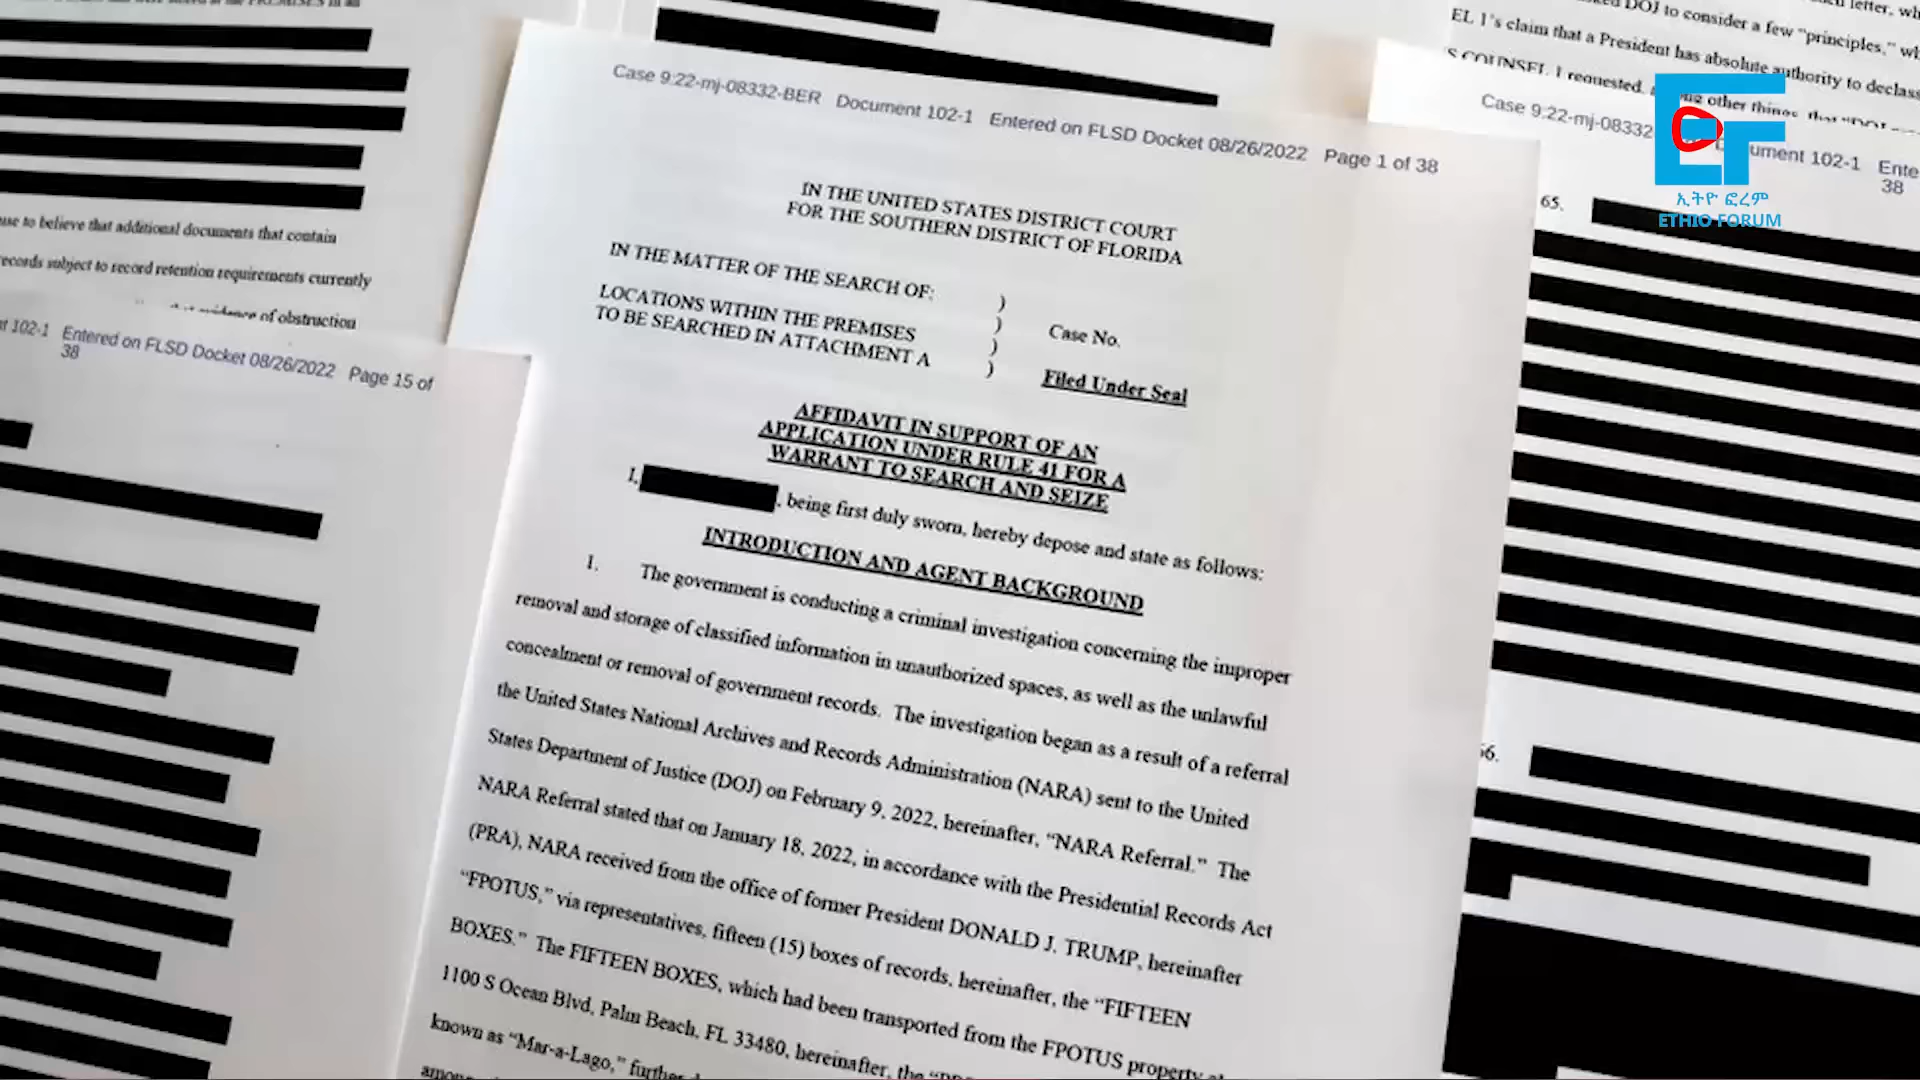 use to believe that additional documents that contain
records subject to record retention requirements currently
evidence of obstruction
102-1 Entered on FLSD Docket 08/26/2022 Page 15 of
38
Case 9:22-mj-08332-BER Document 102-1 Entered on FLSD Docket 08/26/2022 Page 1 of 38
IN THE UNITED STATES DISTRICT COURT
FOR THE SOUTHERN DISTRICT OF FLORIDA
IN THE MATTER OF THE SEARCH OF: )
LOCATIONS WITHIN THE PREMISES ) Case No.
TO BE SEARCHED IN ATTACHMENT A )
)
Filed Under Seal
AFFIDAVIT IN SUPPORT OF AN
APPLICATION UNDER RULE 41 FOR A
WARRANT TO SEARCH AND SEIZE
I, , being first duly sworn, hereby depose and state as follows:
INTRODUCTION AND AGENT BACKGROUND
1. The government is conducting a criminal investigation concerning the improper
removal and storage of classified information in unauthorized spaces, as well as the unlawful
concealment or removal of government records. The investigation began as a result of a referral
the United States National Archives and Records Administration (NARA) sent to the United
States Department of Justice (DOJ) on February 9, 2022, hereinafter, “NARA Referral.” The
NARA Referral stated that on January 18, 2022, in accordance with the Presidential Records Act
(PRA), NARA received from the office of former President DONALD J. TRUMP, hereinafter
“FPOTUS,” via representatives, fifteen (15) boxes of records, hereinafter, the “FIFTEEN
BOXES.” The FIFTEEN BOXES, which had been transported from the FPOTUS property at
1100 S Ocean Blvd, Palm Beach, FL 33480, hereinafter, the
known as “Mar-a-Lago,” further
letter,
DOJ to consider a few “principles,”
EL 1’s claim that a President has absolute authority to declass
COUNSEL 1 requested, other things, that “DOJ
Case 9:22-mj-08332 ument 102-1 Ente
38
65.
66.
EF
ኢትዮ ፎረም
ETHIO FORUM